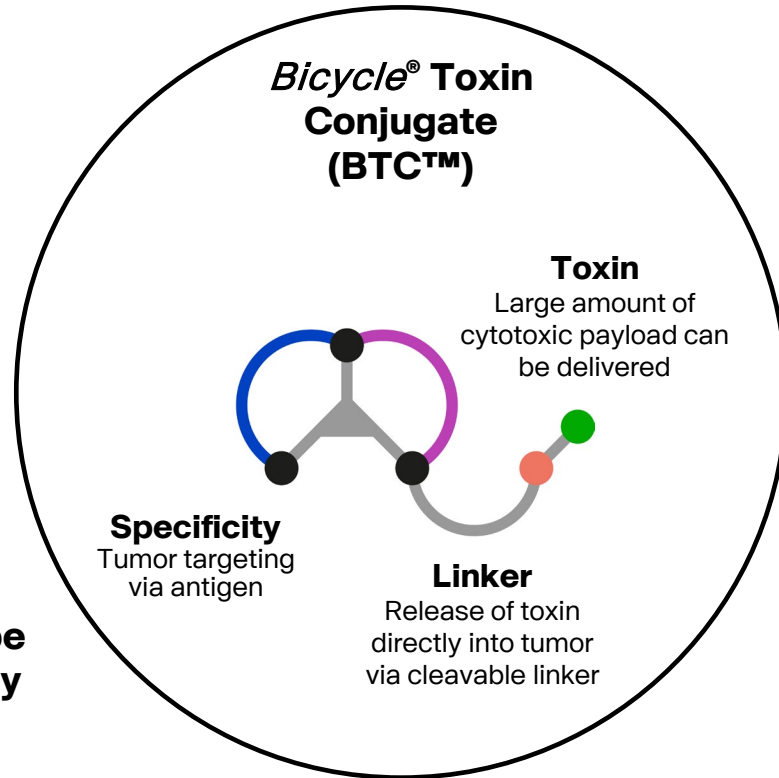 Bicycle® Toxin
Conjugate
(BTC™)
Toxin
Large amount of
cytotoxic payload can
be delivered
Specificity
Tumor targeting
via antigen
Linker
Release of toxin
directly into tumor
via cleavable linker